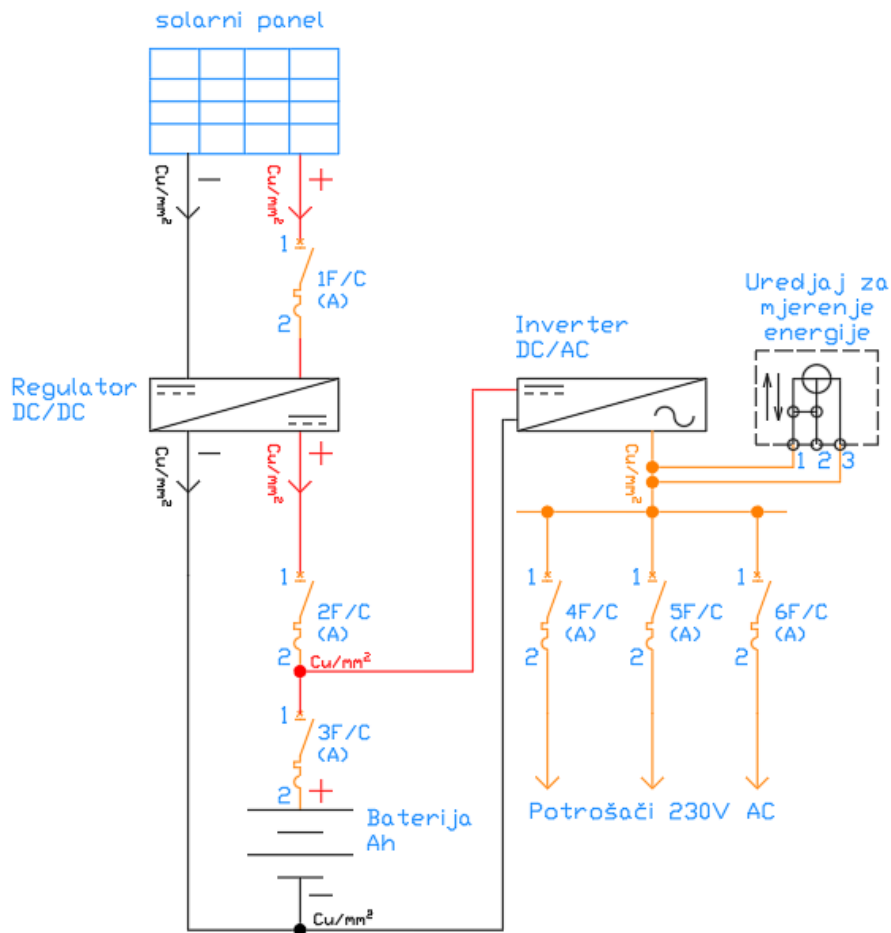 solarni panel
Cu/mm²
−
Cu/mm²
+
1
1F/C
(A)
2
Uredjaj za
mjerenje
energije
Inverter
DC/AC
Regulator
DC/DC
1 2 3
Cu/mm²
−
Cu/mm²
+
Cu/mm²
1
2F/C
(A)
2
Cu/mm²
1
4F/C
(A)
2
1
5F/C
(A)
2
1
6F/C
(A)
2
1
3F/C
(A)
2
+
Baterija
Ah
−
Cu/mm²
Potrošači 230V AC